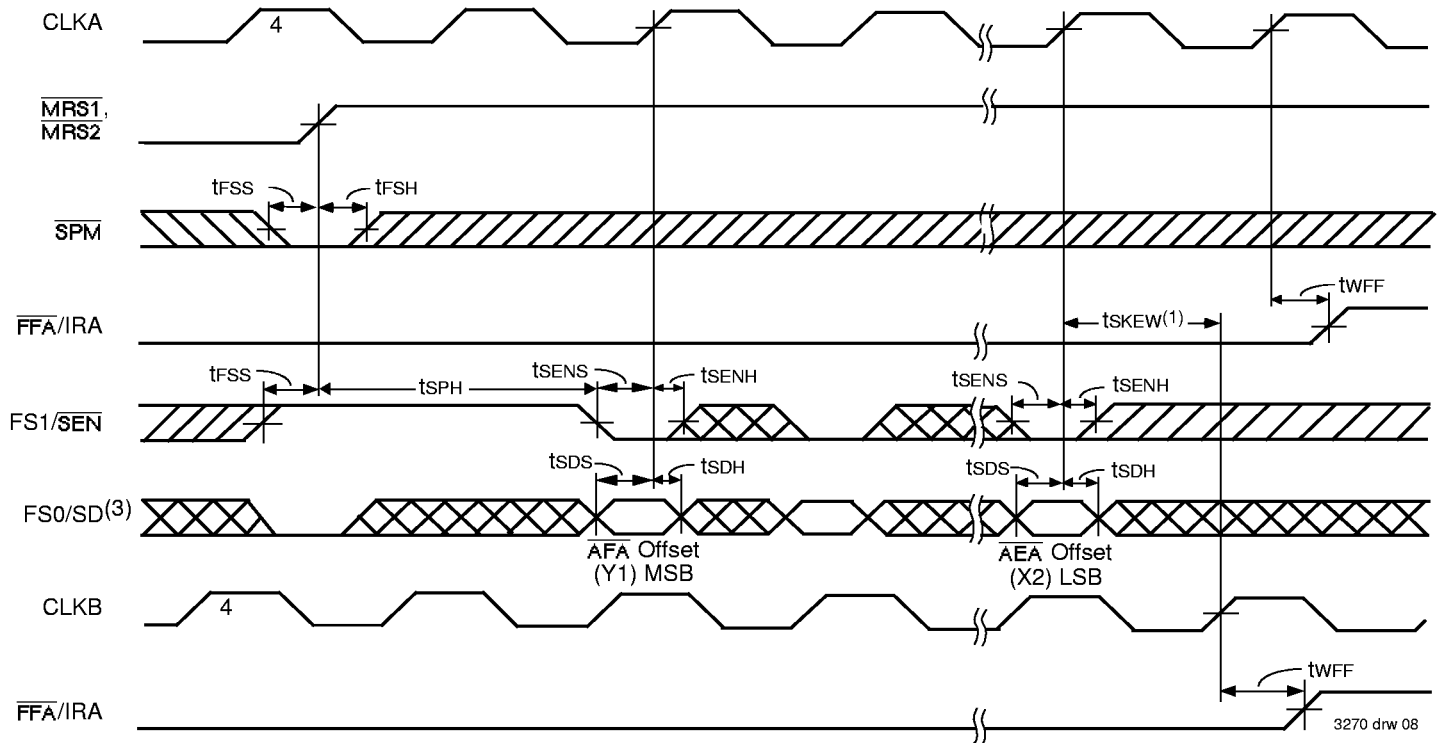 CLKA
4
MRS1,
MRS2
tFSS
tFSH
SPM
tWFF
FFA/IRA
tSKEW(1)
tFSS
tSPH
tSENS
tSENH
tSENS
tSENH
FS1/SEN
tSDS
tSDH
tSDS
tSDH
FS0/SD(3)
AFA Offset
(Y1) MSB
AEA Offset
(X2) LSB
CLKB
4
tWFF
FFA/IRA
3270 drw 08